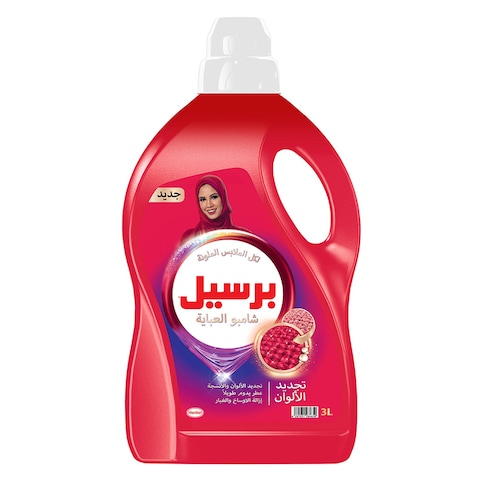 جديد
لكل الملابس الملونة
برسيل
شامبو العباية
تجديد الألوان
تجديد الألوان والأنسجة
عطر يدوم طويلاً
إزالة الأوساخ والغبار
Henkel
3L